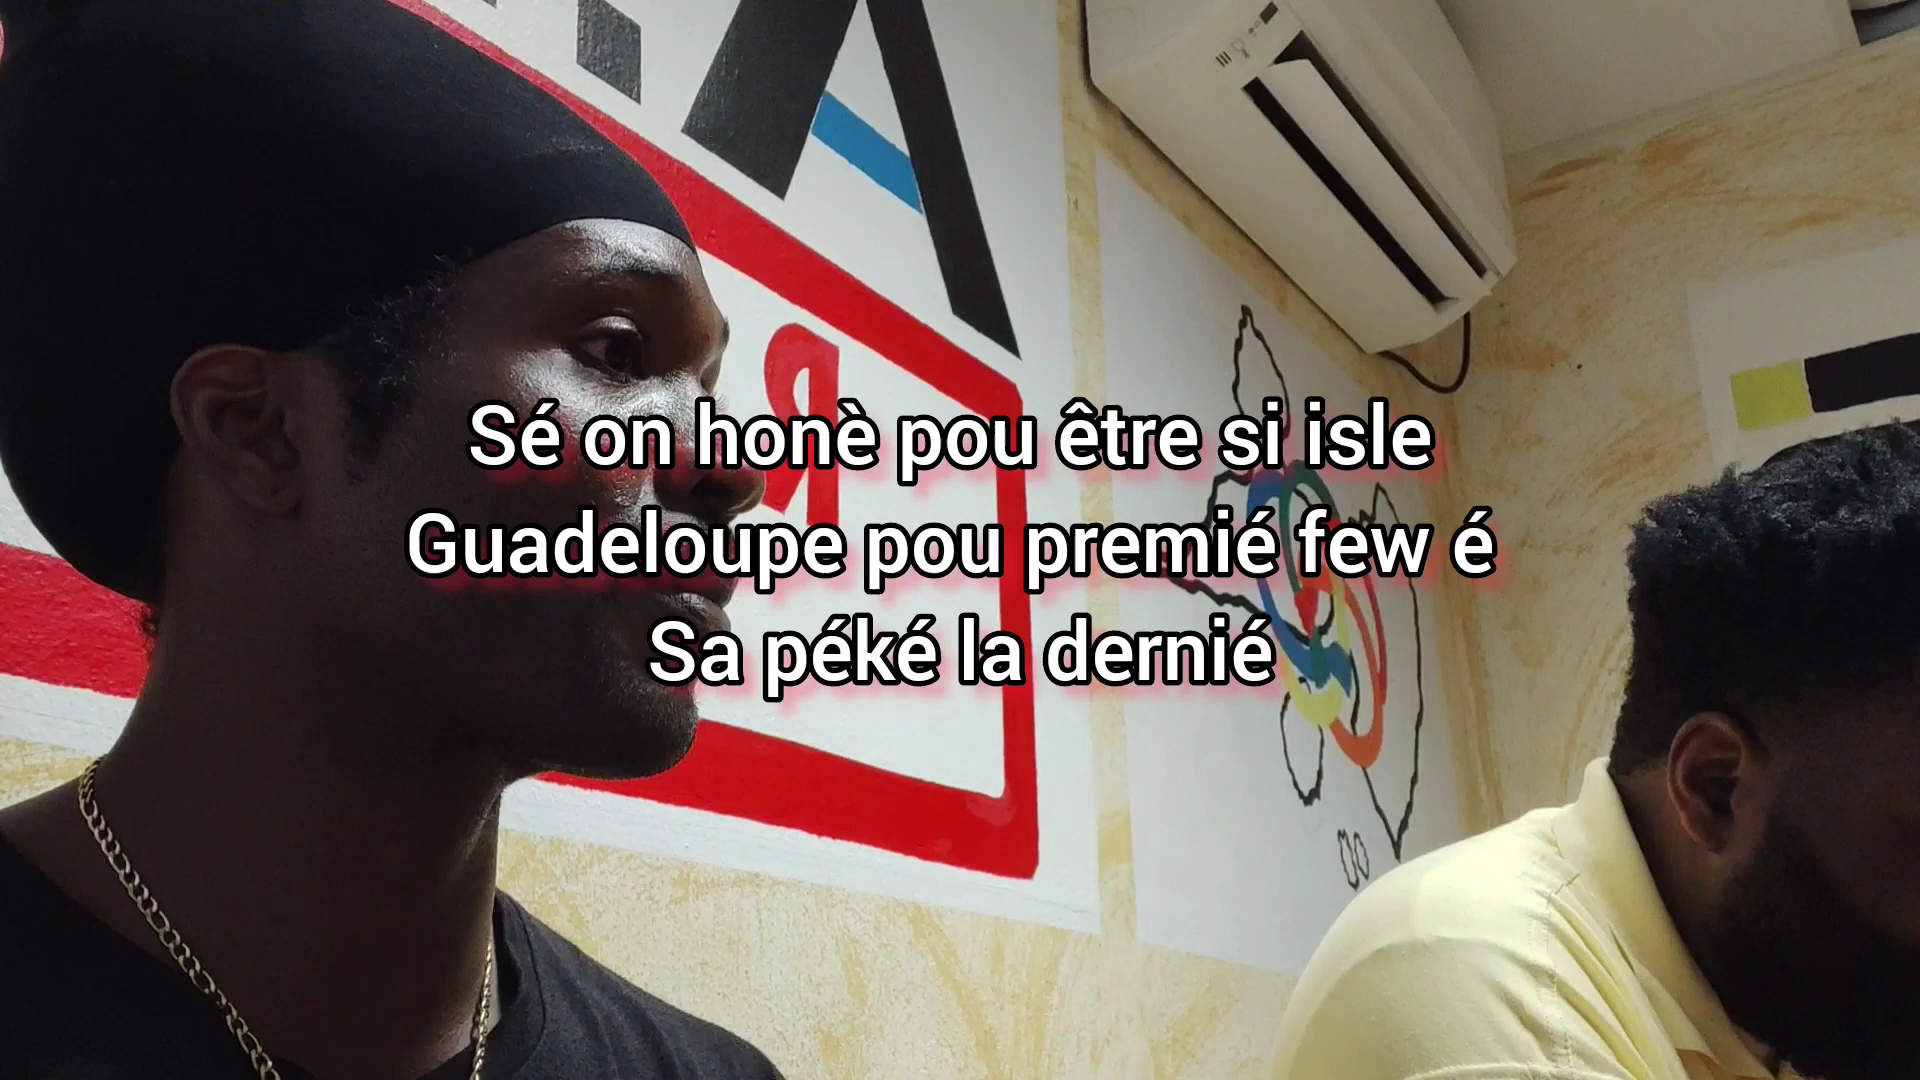 Sé on honè pou être si isle
Guadeloupe pou premié few é
Sa péké la dernié